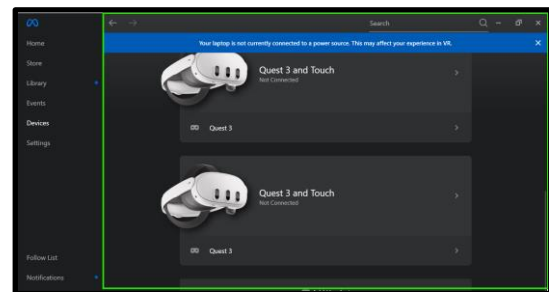 Search
Home
Your laptop is not currently connected to a power source. This may affect your experience in VR.
Store
Quest 3 and Touch
Not Connected
Library
Events
Devices
Quest 3
Settings
Quest 3 and Touch
Not Connected
Quest 3
Follow List
Notifications